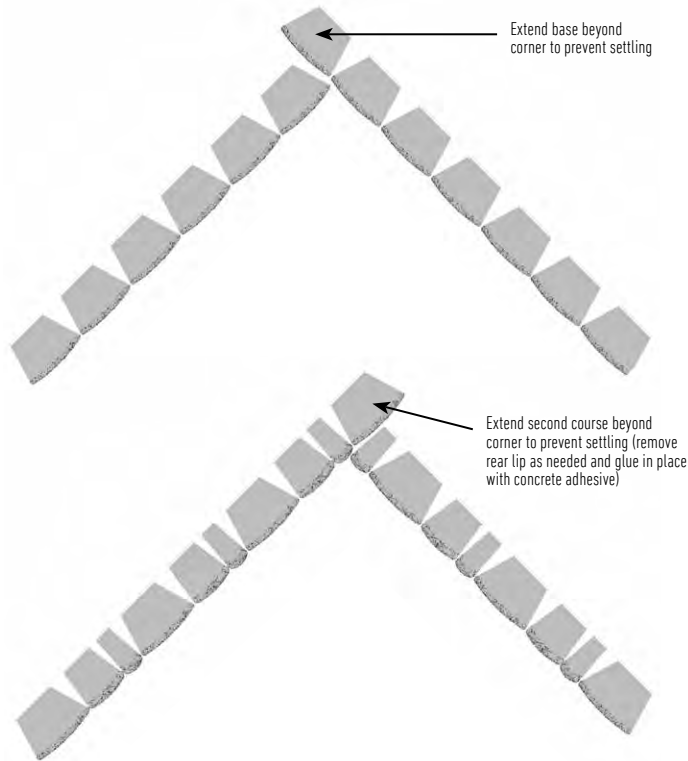 Extend base beyond
corner to prevent settling
Extend second course beyond
corner to prevent settling (remove
rear lip as needed and glue in place
with concrete adhesive)